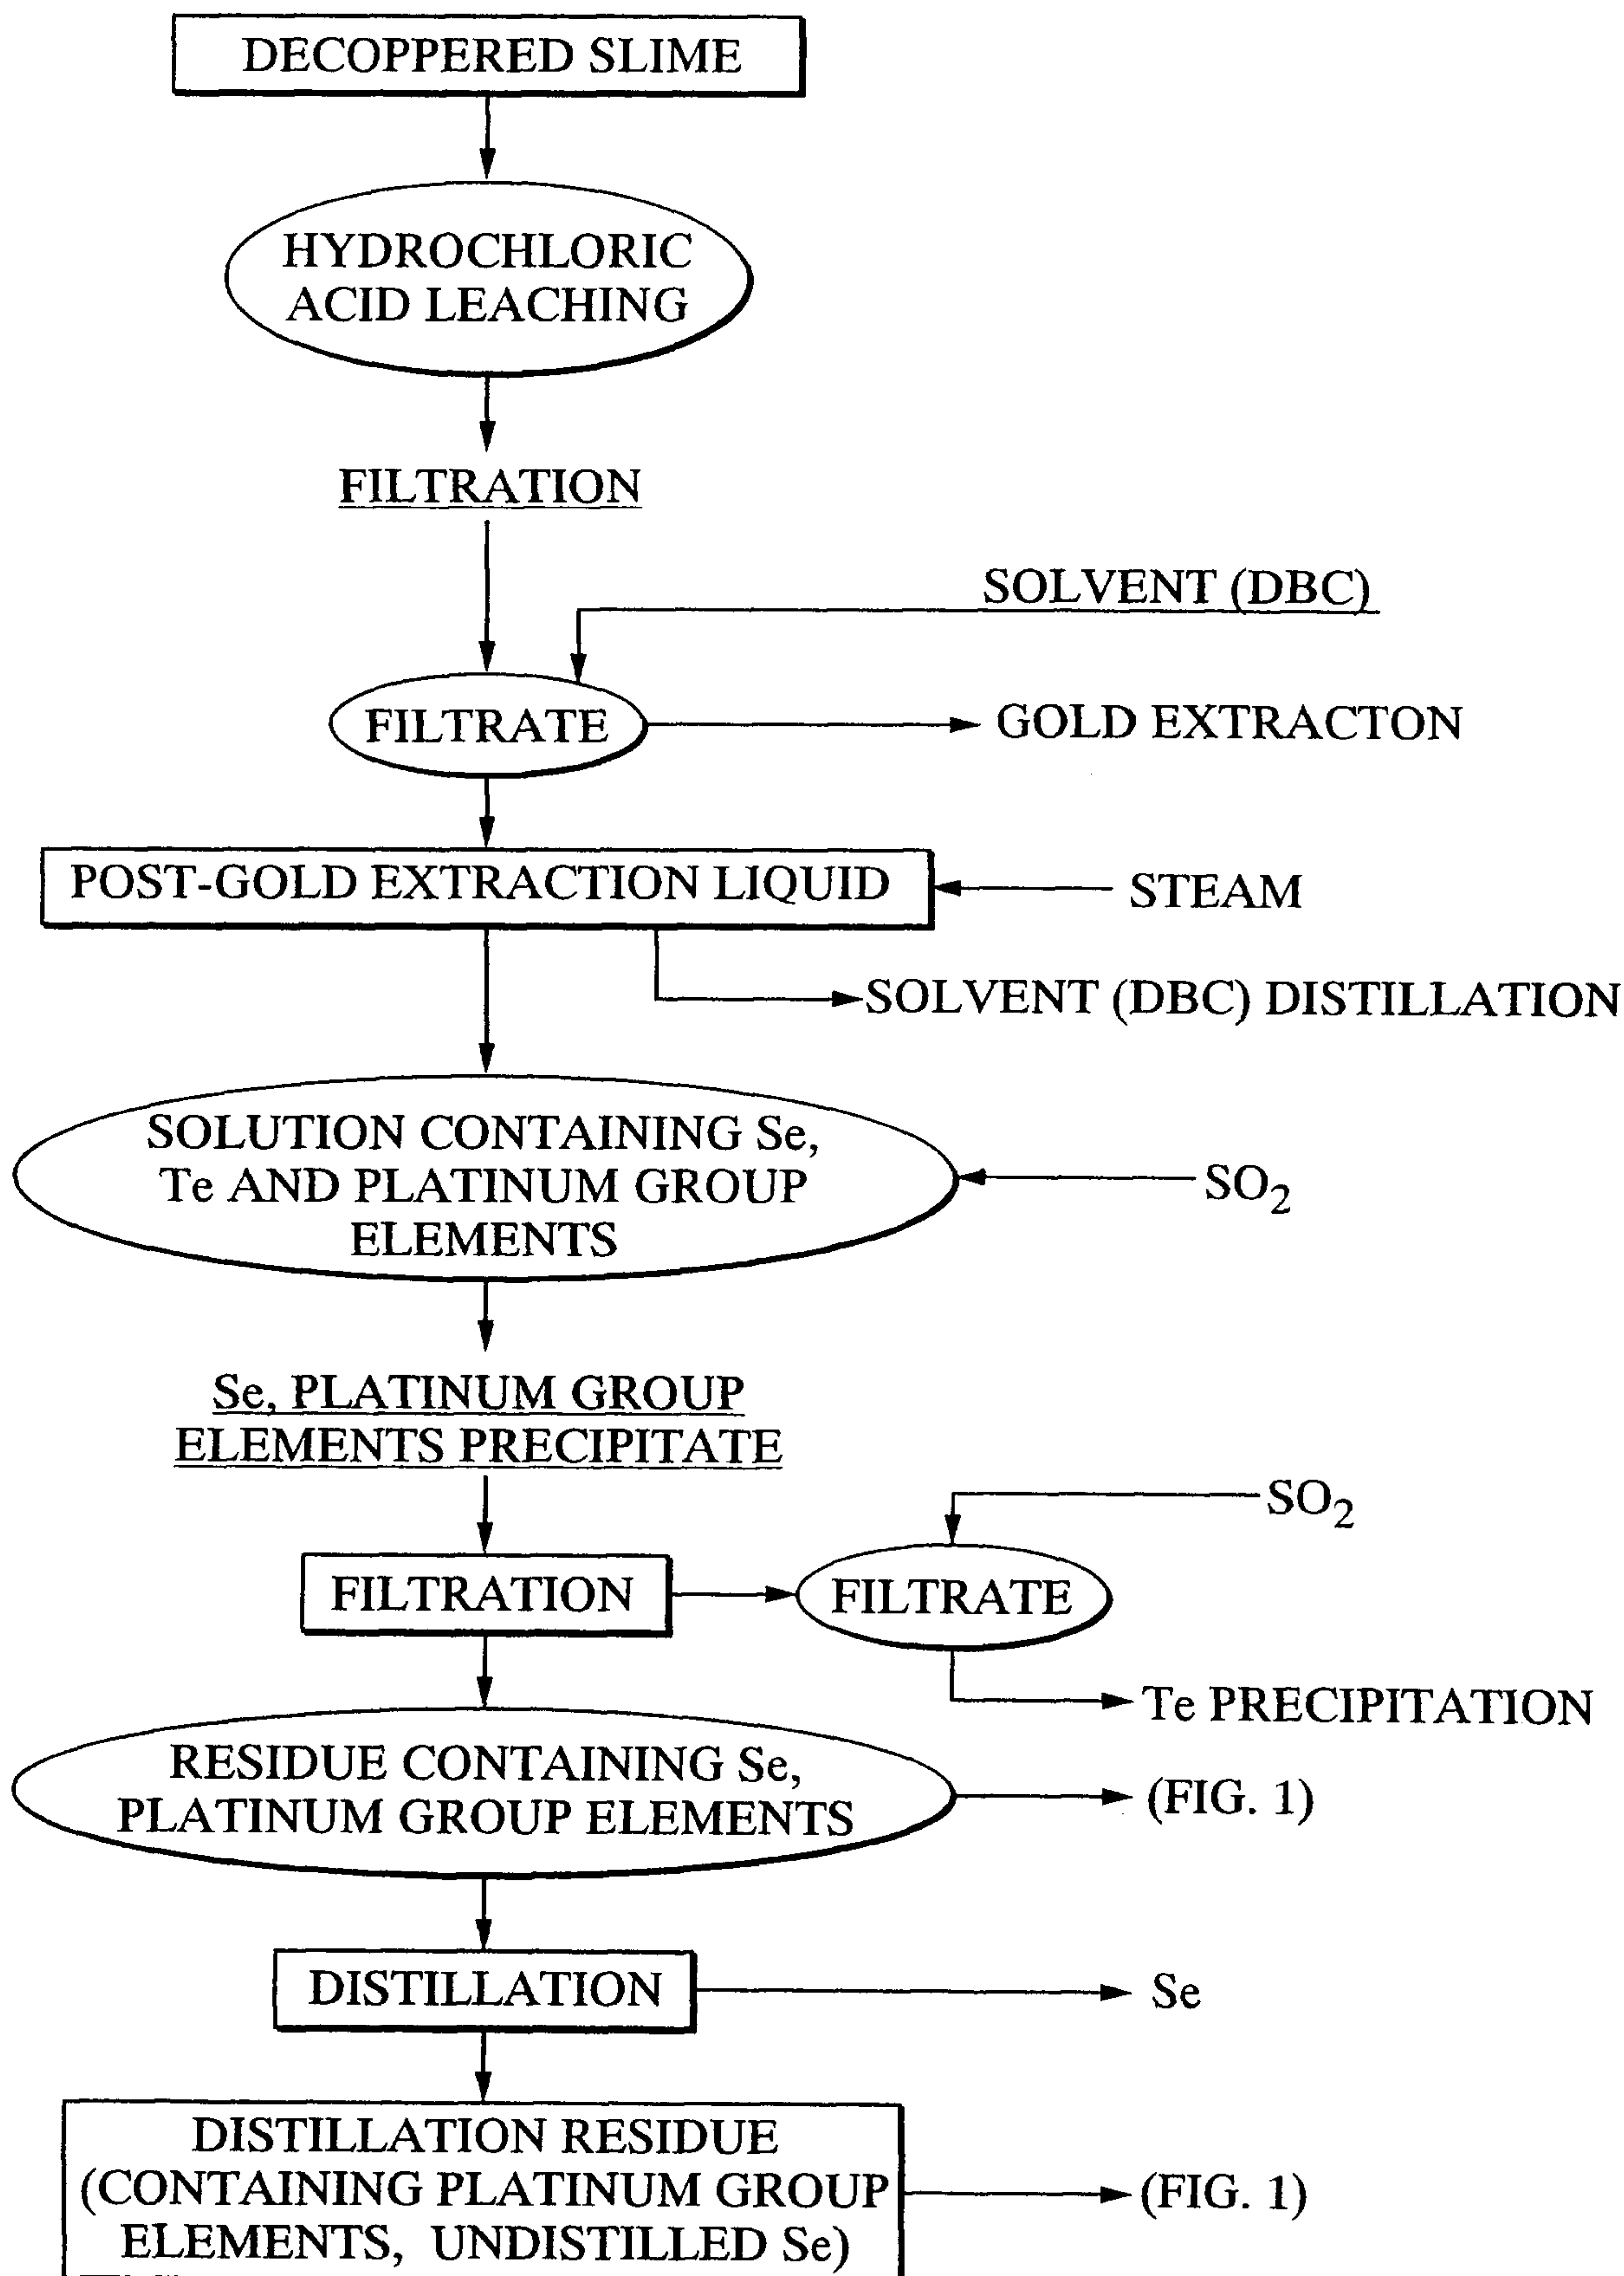 DECOPPERED SLIME
HYDROCHLORIC
ACID LEACHING
FILTRATION
SOLVENT (DBC)
FILTRATE
GOLD EXTRACTON
POST-GOLD EXTRACTION LIQUID
STEAM
SOLVENT (DBC) DISTILLATION
SOLUTION CONTAINING Se,
Te AND PLATINUM GROUP
ELEMENTS
SO2
Se, PLATINUM GROUP
ELEMENTS PRECIPITATE
SO2
FILTRATION
FILTRATE
Te PRECIPITATION
RESIDUE CONTAINING Se,
PLATINUM GROUP ELEMENTS
(FIG. 1)
DISTILLATION
Se
DISTILLATION RESIDUE
(CONTAINING PLATINUM GROUP
ELEMENTS, UNDISTILLED Se)
(FIG. 1)